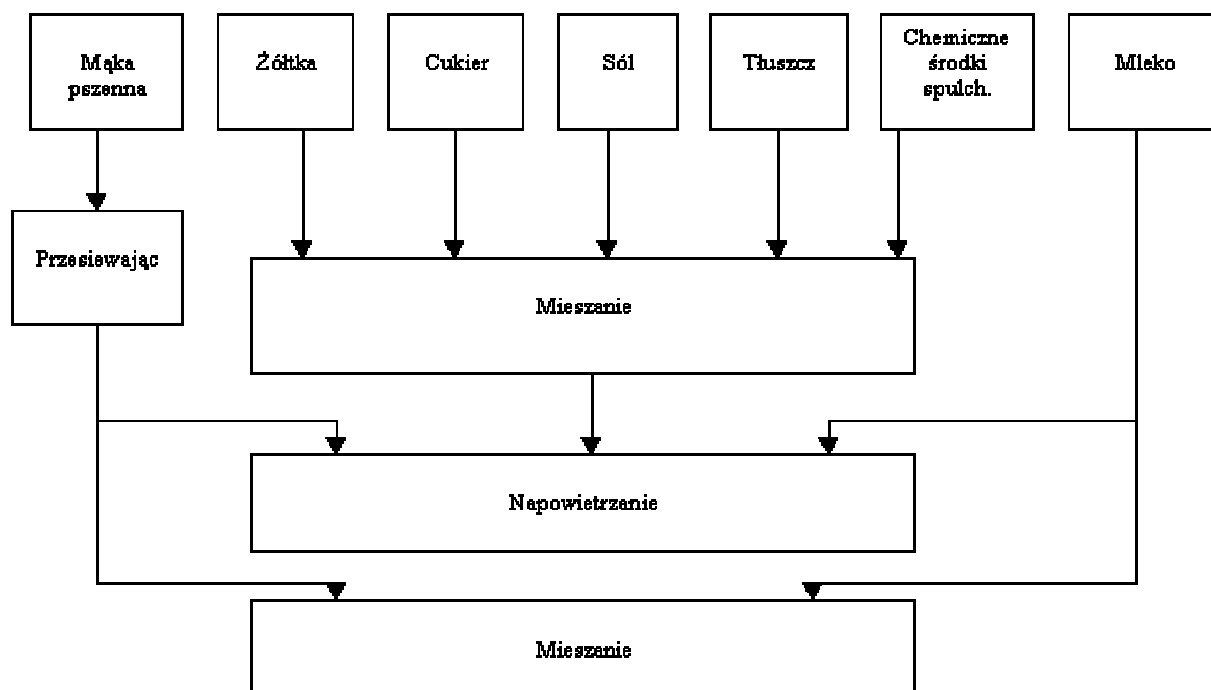 Mąka
pszenna
Żółtka
Cukier
Sól
Tłuszcz
Chemiczne
środki
spulch.
Mleko
Przesiewając
Mieszanie
Napowietrzanie
Mieszanie